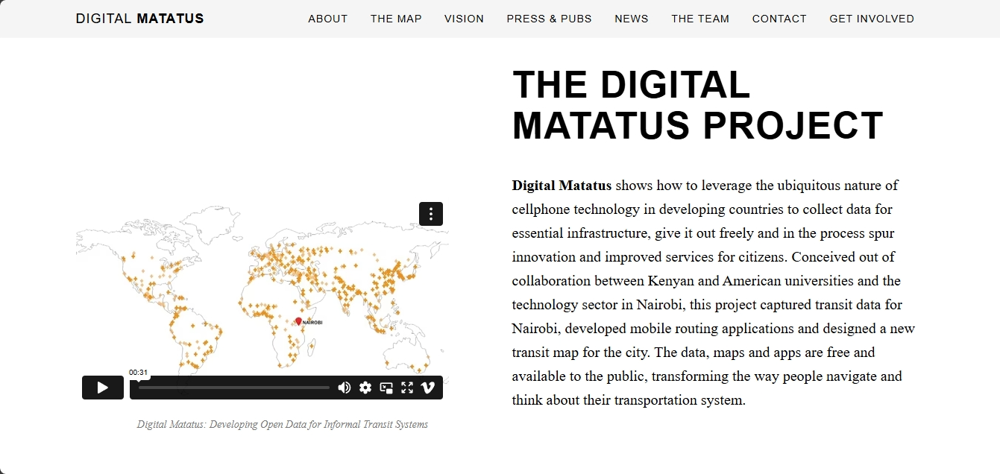 DIGITAL MATATUS
ABOUT THE MAP VISION PRESS & PUBS NEWS THE TEAM CONTACT GET INVOLVED
THE DIGITAL
MATATUS PROJECT
Digital Matatus shows how to leverage the ubiquitous nature of
cellphone technology in developing countries to collect data for
essential infrastructure, give it out freely and in the process spur
innovation and improved services for citizens. Conceived out of
collaboration between Kenyan and American universities and the
technology sector in Nairobi, this project captured transit data for
Nairobi, developed mobile routing applications and designed a new
transit map for the city. The data, maps and apps are free and
available to the public, transforming the way people navigate and
think about their transportation system.
NAIROBI
00:31
Digital Matatus: Developing Open Data for Informal Transit Systems